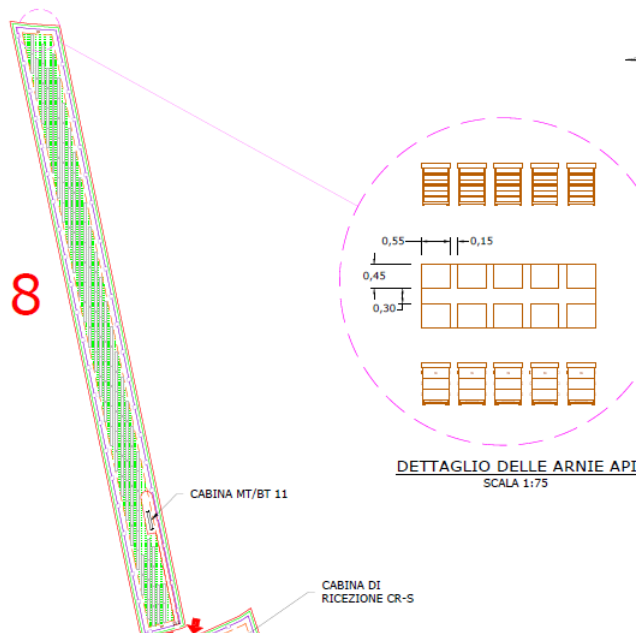 0,55
0,15
0,45
0,30
8
DETTAGLIO DELLE ARNIE API
SCALA 1:75
CABINA MT/BT 11
CABINA DI
RICEZIONE CR-S